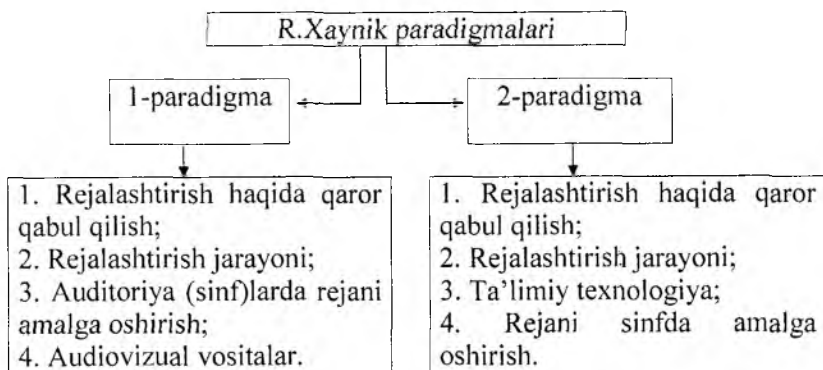 R.Xaynik paradigmalari
1-paradigma
2-paradigma
1. Rejalashtirish haqida qaror
qabul qilish;
2. Rejalashtirish jarayoni;
3. Auditoriya (sinf)larda rejani
amalga oshirish;
4. Audiovizual vositalar.
1. Rejalashtirish haqida qaror
qabul qilish;
2. Rejalashtirish jarayoni;
3. Ta'limiy texnologiya;
4. Rejani sinfda amalga
oshirish.